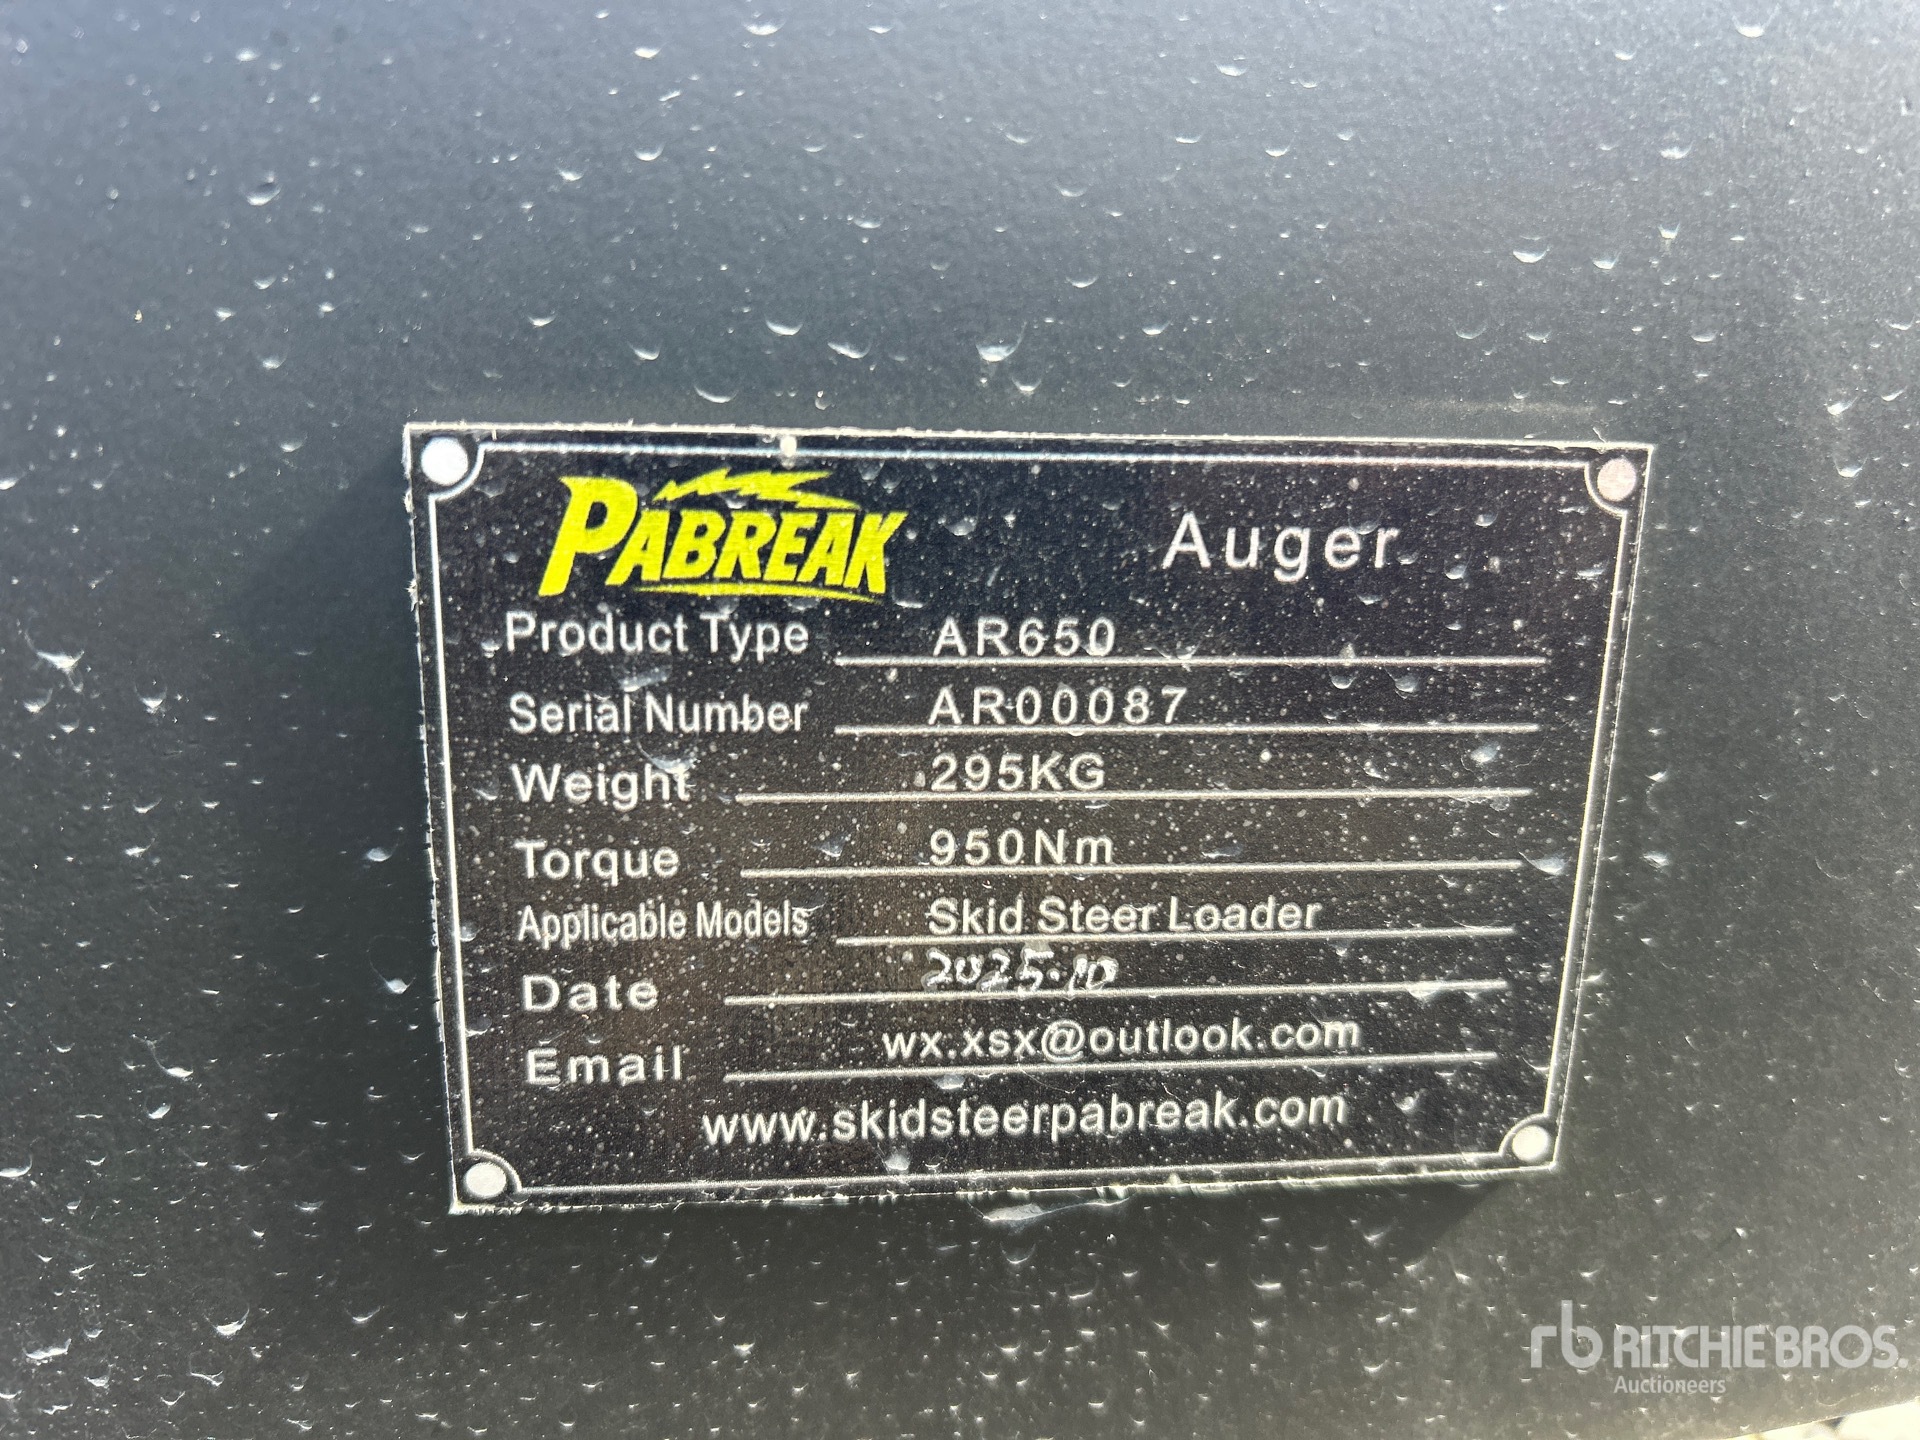 PABREAK Auger
Product Type AR650
Serial Number AR00087
Weight 295KG
Torque 950Nm
Applicable Models Skid Steer Loader
Date 2025.10
Email wx.xsx@outlook.com
www.skidsteerpabreak.com
rb RITCHIE BROS.
Auctioneers